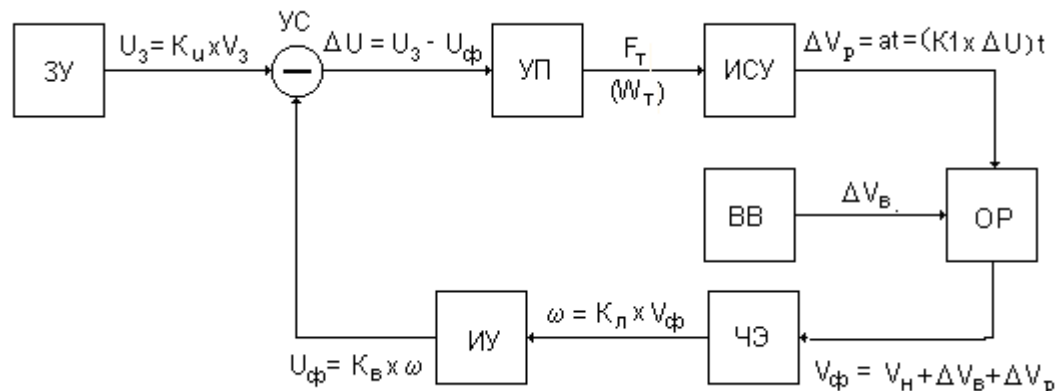 УС
U₃ = Kᵤ x V₃
ΔU = U₃ - Uф
Fт
(Wт)
ΔVр = at = (K1 x ΔU)t
ЗУ
УП
ИСУ
ВВ
ΔVв.
ОР
ω = Kл x Vф
ИУ
ЧЭ
Uф = Kв x ω
Vф = Vн + ΔVв + ΔVр